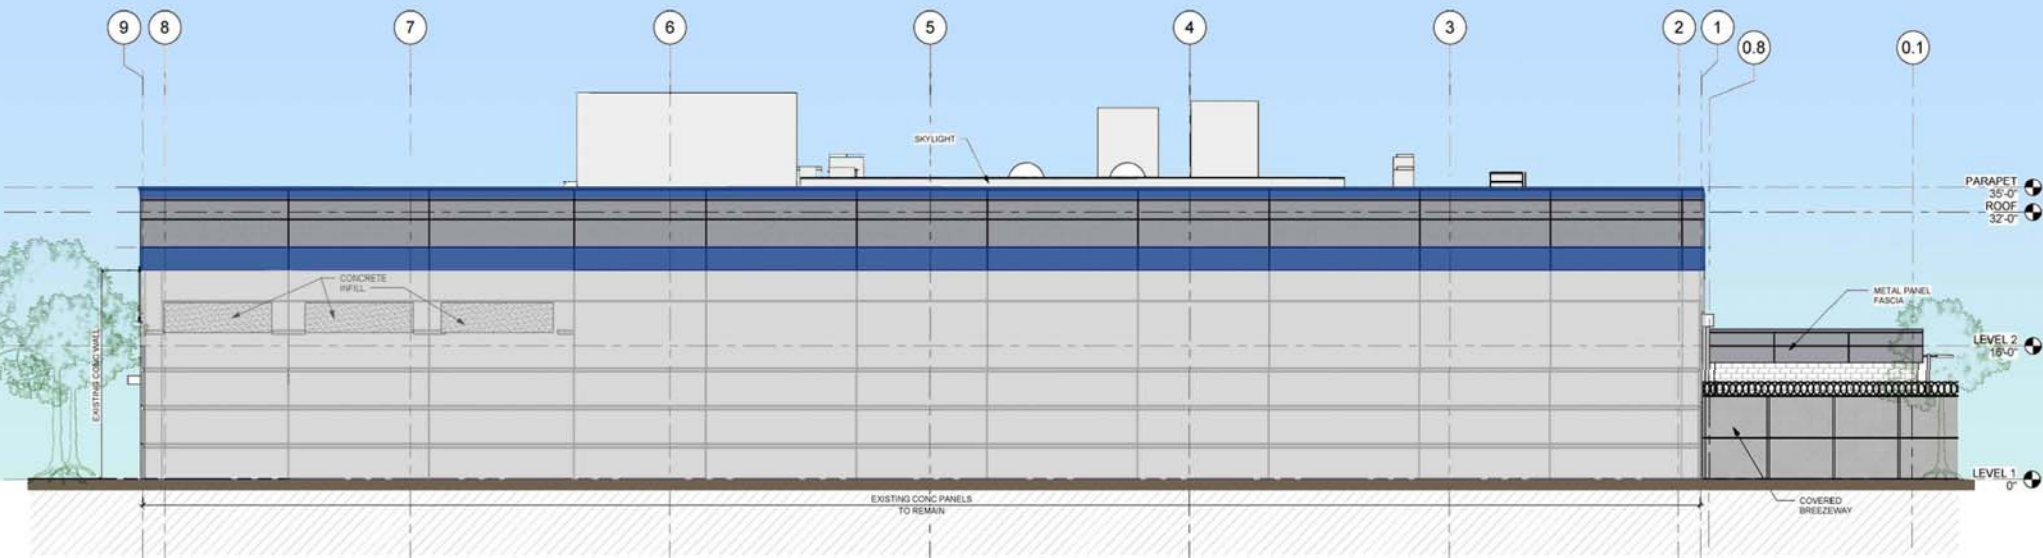 9
8
7
6
5
4
3
2
1
0.8
0.1
SKYLIGHT
PARAPET
35'-0"
ROOF
32'-0"
CONCRETE
INFILL
METAL PANEL
FASCIA
EXISTING CONC WALL
LEVEL 2
16'-0"
LEVEL 1
0"
EXISTING CONC PANELS
TO REMAIN
COVERED
BREEZEWAY